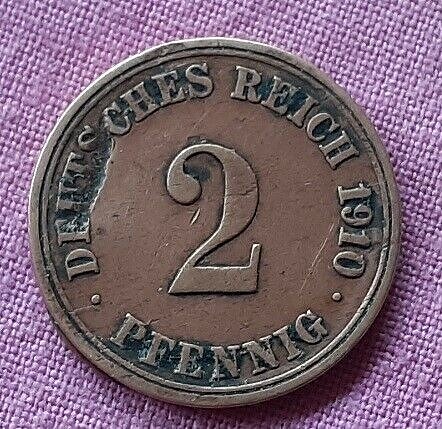 DEUTSCHES REICH 1910
2
PFENNIG